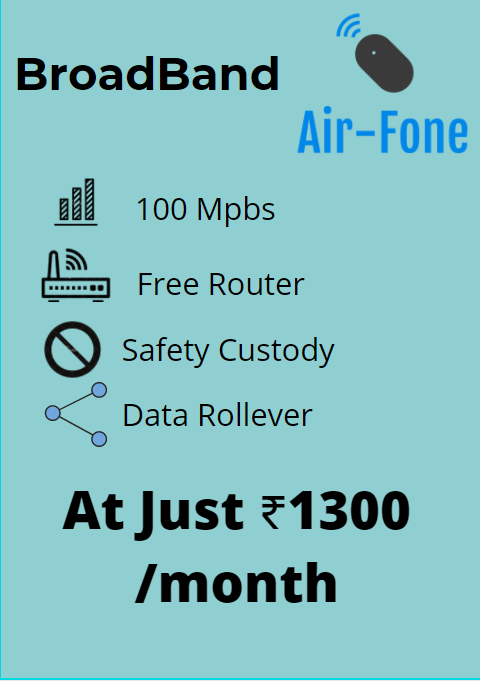 BroadBand
Air-Fone
100 Mpbs
Free Router
Safety Custody
Data Rollever
At Just ₹1300
/month